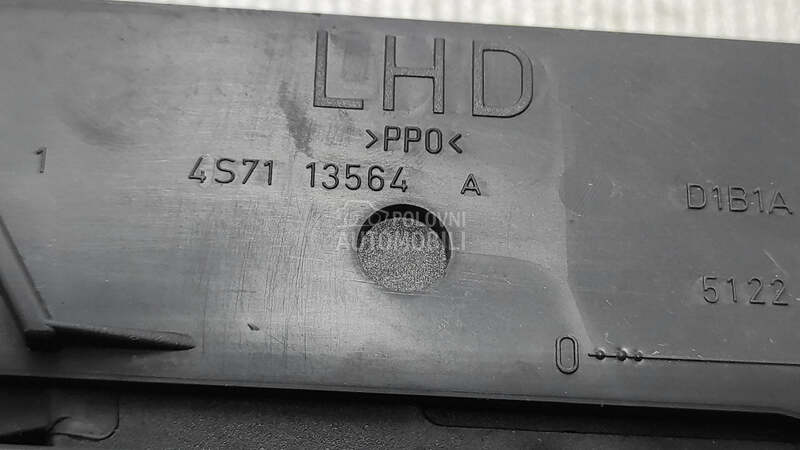 LHD
>PPO<
1
4S71 13564 A
D1B1A
POLOVNI
AUTOMOBILI
5122
0